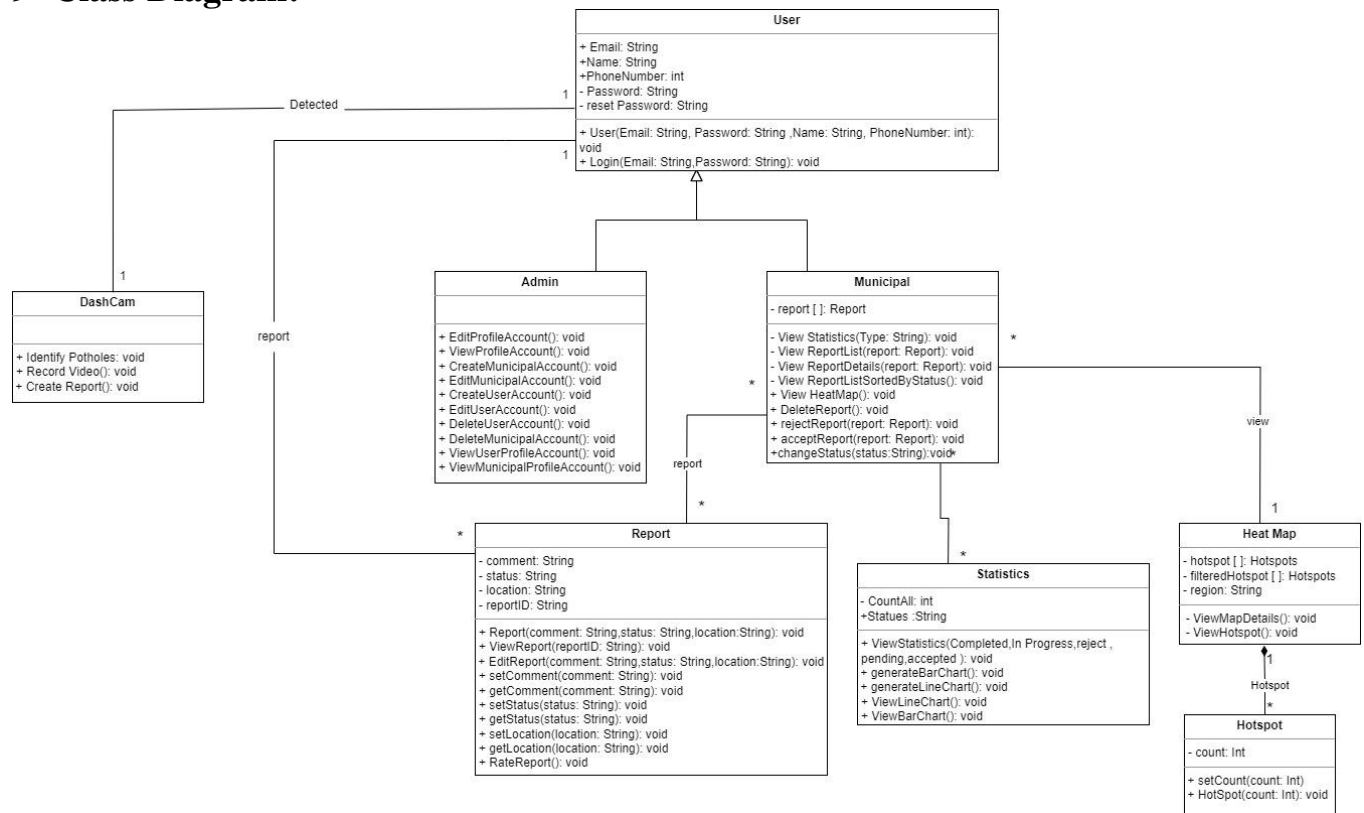 User
+ Email: String
+Name: String
+PhoneNumber: int
- Password: String
- reset Password: String
+ User(Email: String, Password: String ,Name: String, PhoneNumber: int):
void
+ Login(Email: String,Password: String): void
1
Detected
1
1
report
*
DashCam
+ Identify Potholes: void
+ Record Video(): void
+ Create Report(): void
Admin
+ EditProfileAccount(): void
+ ViewProfileAccount(): void
+ CreateMunicipalAccount(): void
+ EditMunicipalAccount(): void
+ CreateUserAccount(): void
+ EditUserAccount(): void
+ DeleteUserAccount(): void
+ DeleteMunicipalAccount(): void
+ ViewUserProfileAccount(): void
+ ViewMunicipalProfileAccount(): void
Municipal
- report [ ]: Report
- View Statistics(Type: String): void
- View ReportList(report: Report): void
- View ReportDetails(report: Report): void
- View ReportListSortedByStatus(): void
+ View HeatMap(): void
+ DeleteReport(): void
+ rejectReport(report: Report): void
+ acceptReport(report: Report): void
+changeStatus(status:String):void
*
*
report
*
*
view
1
*
Report
- comment: String
- status: String
- location: String
- reportID: String
+ Report(comment: String,status: String,location:String): void
+ ViewReport(reportID: String): void
+ EditReport(comment: String,status: String,location:String): void
+ setComment(comment: String): void
+ getComment(comment: String): void
+ setStatus(status: String): void
+ getStatus(status: String): void
+ setLocation(location: String): void
+ getLocation(location: String): void
+ RateReport(): void
Statistics
- CountAll: int
+Statues :String
+ ViewStatistics(Completed,In Progress,reject ,
pending,accepted ): void
+ generateBarChart(): void
+ generateLineChart(): void
+ ViewLineChart(): void
+ ViewBarChart(): void
Heat Map
- hotspot [ ]: Hotspots
- filteredHotspot [ ]: Hotspots
- region: String
- ViewMapDetails(): void
- ViewHotspot(): void
1
Hotspot
*
Hotspot
- count: Int
+ setCount(count: Int)
+ HotSpot(count: Int): void